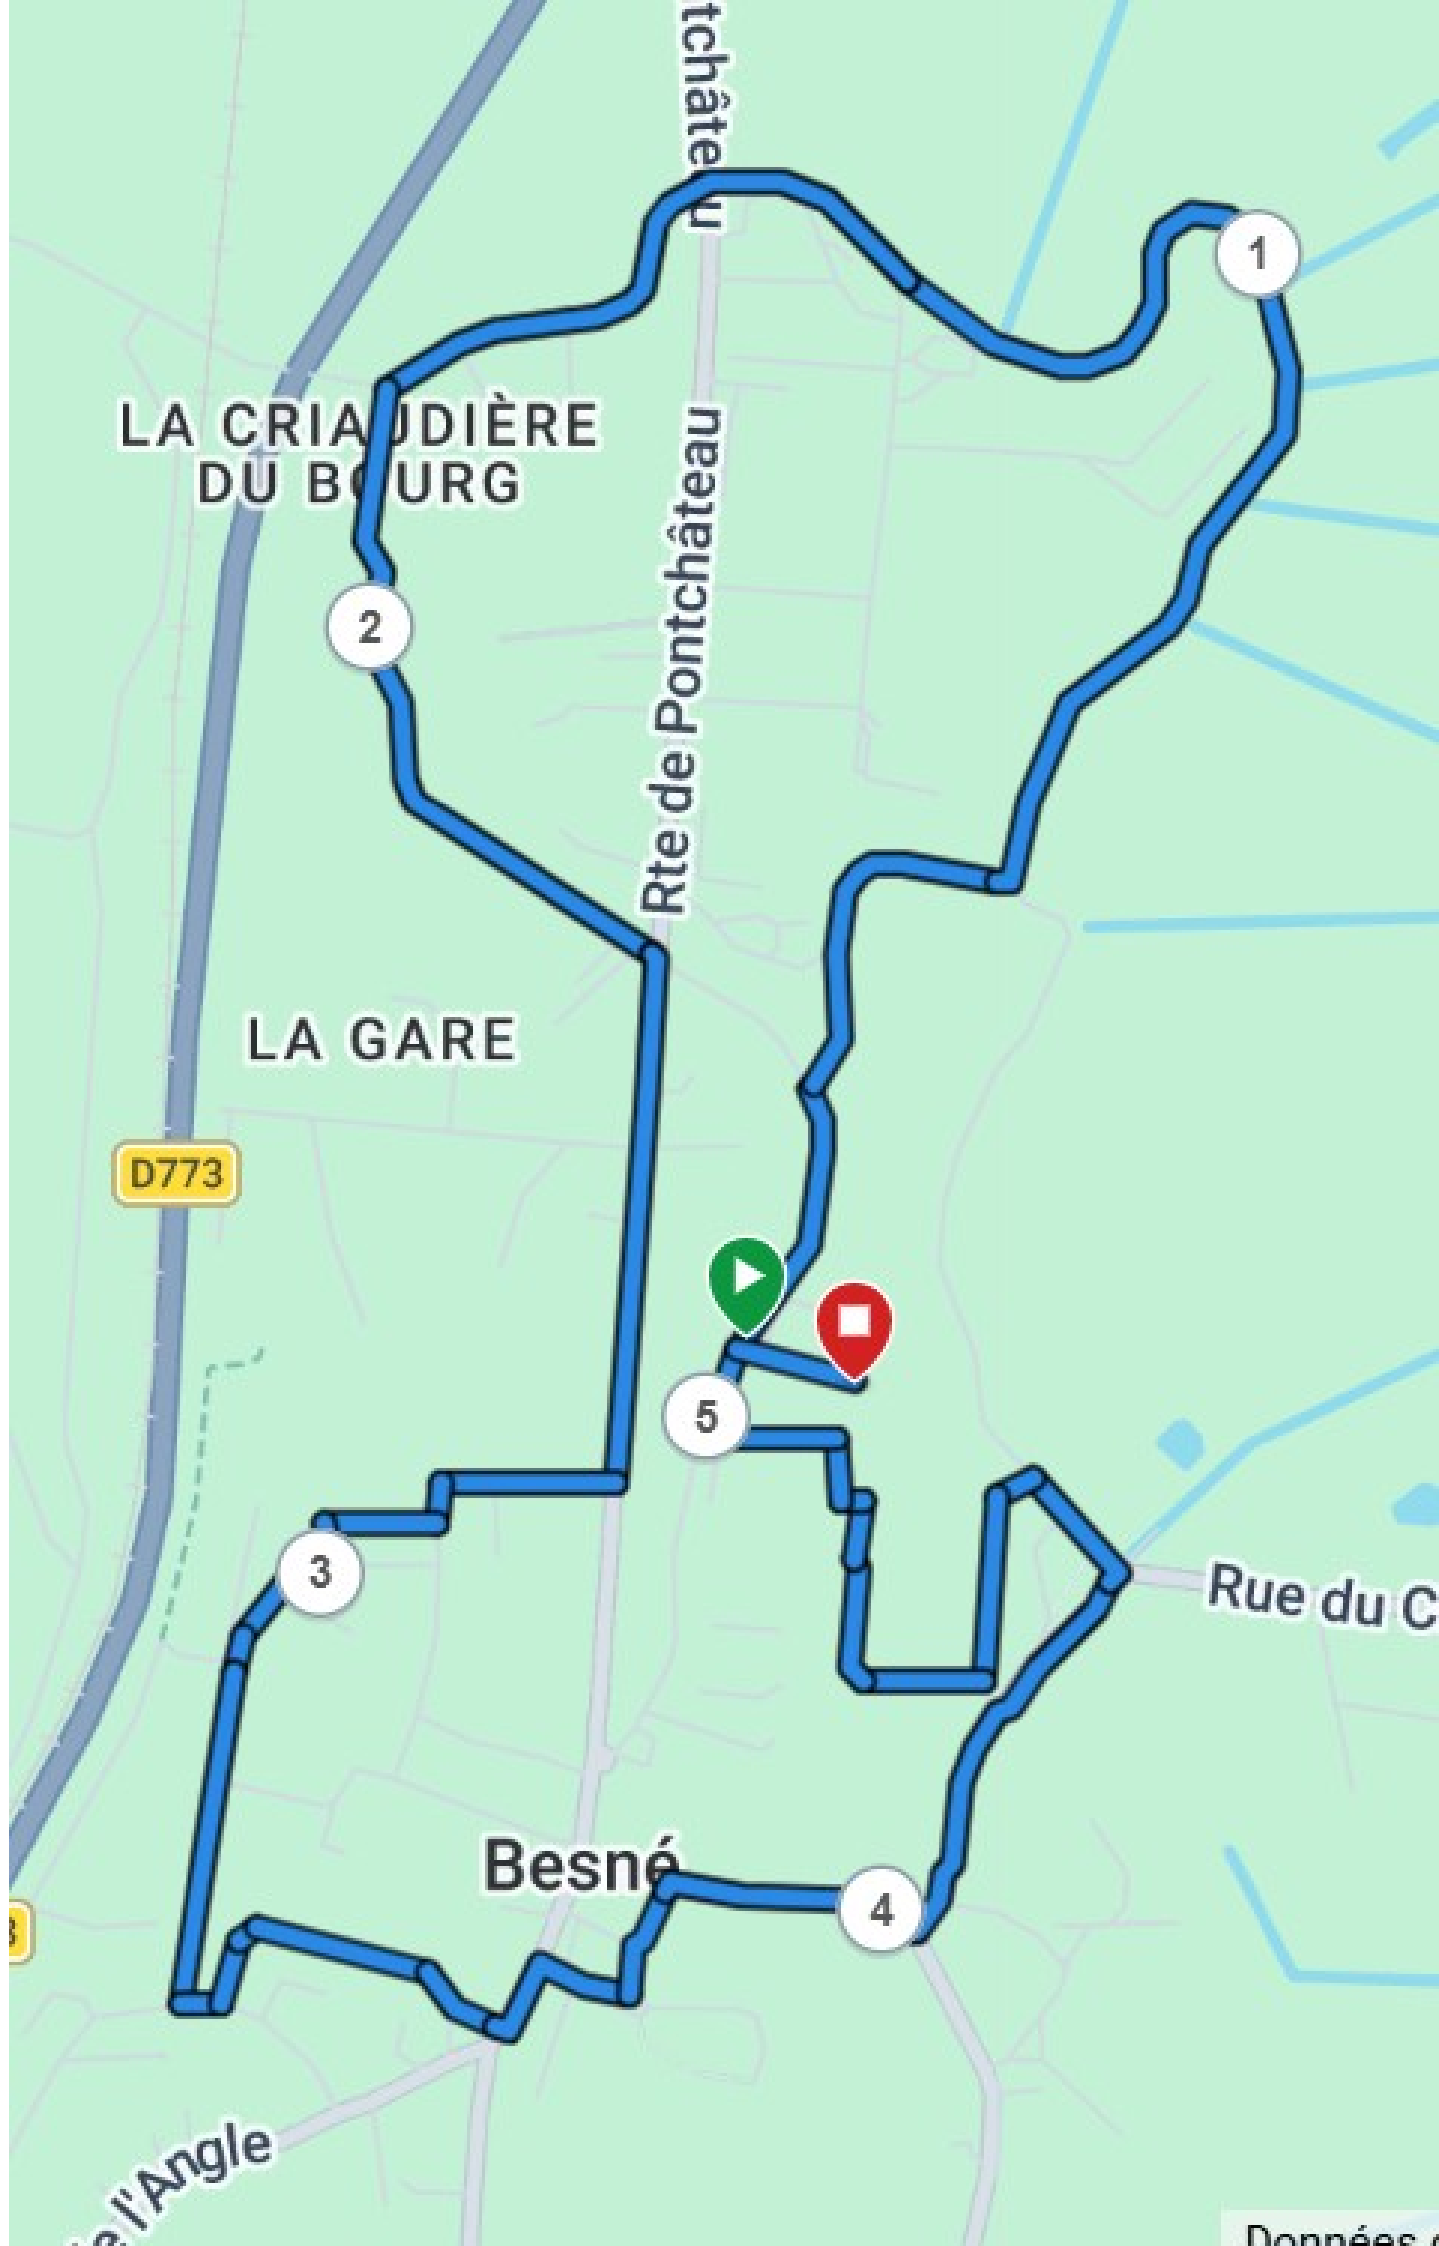 tchâteau
1
LA CRIAUDIÈRE
DU BOURG
Rte de Pontchâteau
2
LA GARE
D773
5
3
Rue du C
Besné
4
3
e l'Angle
Données